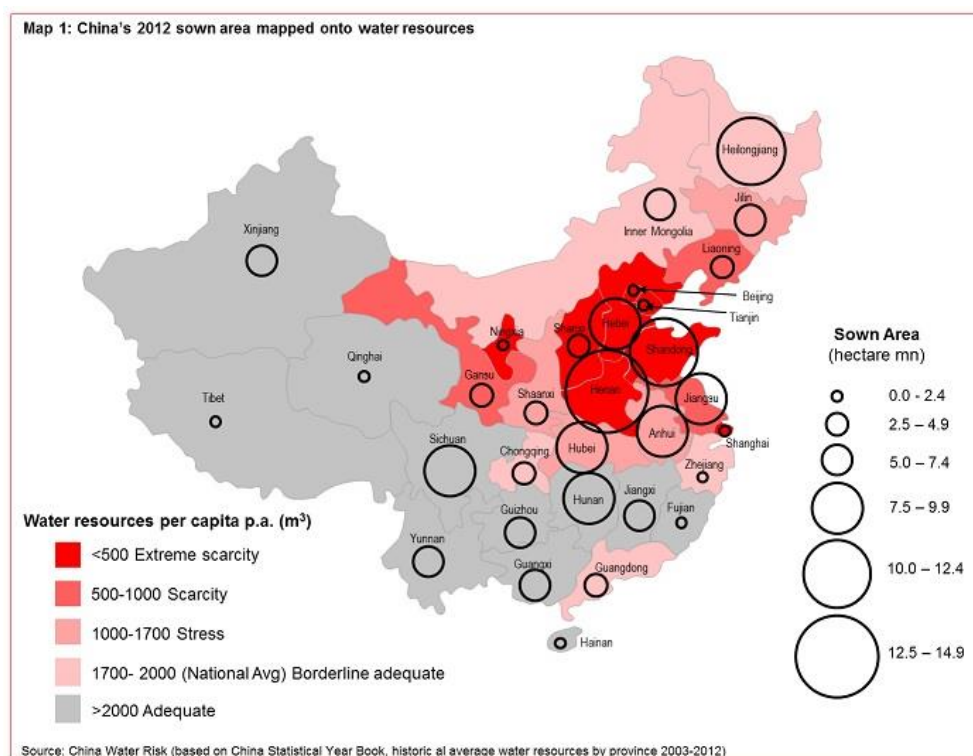 Map 1: China's 2012 sown area mapped onto water resources
Heilongjiang
Jilin
Xinjiang
Inner Mongolia
Liaoning
Beijing
Tianjin
Ningxia
Shanxi
Hebei
Shandong
Qinghai
Gansu
Henan
Tibet
Shaanxi
Jiangsu
Sichuan
Anhui
Hubei
Shanghai
Chongqing
Zhejiang
Hunan
Jiangxi
Guizhou
Fujian
Yunnan
Guangxi
Guangdong
Hainan
Sown Area
(hectare mn)
0.0 - 2.4
2.5 – 4.9
5.0 – 7.4
7.5 – 9.9
10.0 – 12.4
12.5 – 14.9
Water resources per capita p.a. (m³)
<500 Extreme scarcity
500-1000 Scarcity
1000-1700 Stress
1700- 2000 (National Avg) Borderline adequate
>2000 Adequate
Source: China Water Risk (based on China Statistical Year Book, historic al average water resources by province 2003-2012)